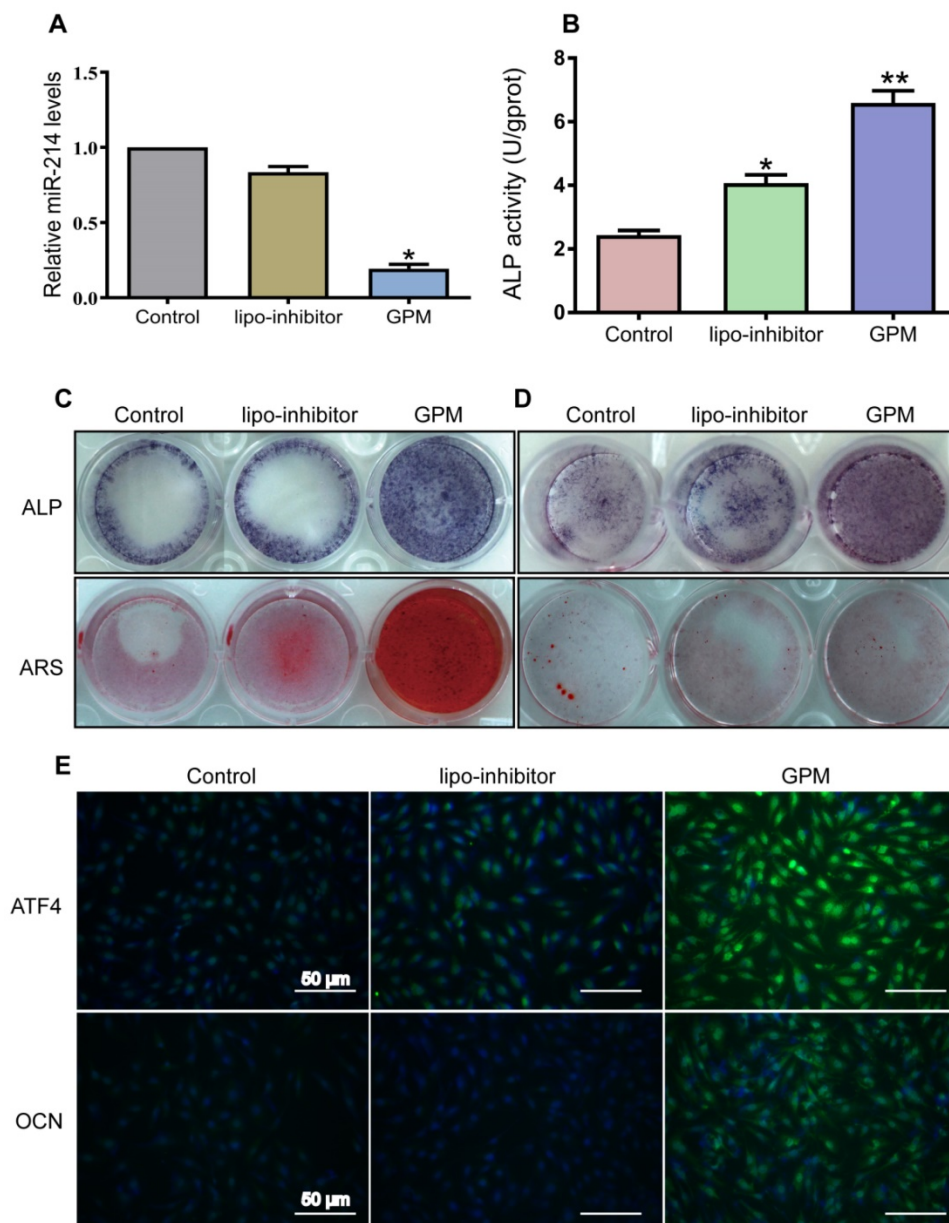 A
Relative miR-214 levels
1.5
1.0
0.5
0.0
*
Control lipo-inhibitor GPM
B
ALP activity (U/gprot)
8
6
4
2
0
* **
Control lipo-inhibitor GPM
C
Control lipo-inhibitor GPM
D
Control lipo-inhibitor GPM
ALP
ARS
E
Control lipo-inhibitor GPM
ATF4
50 μm
OCN
50 μm